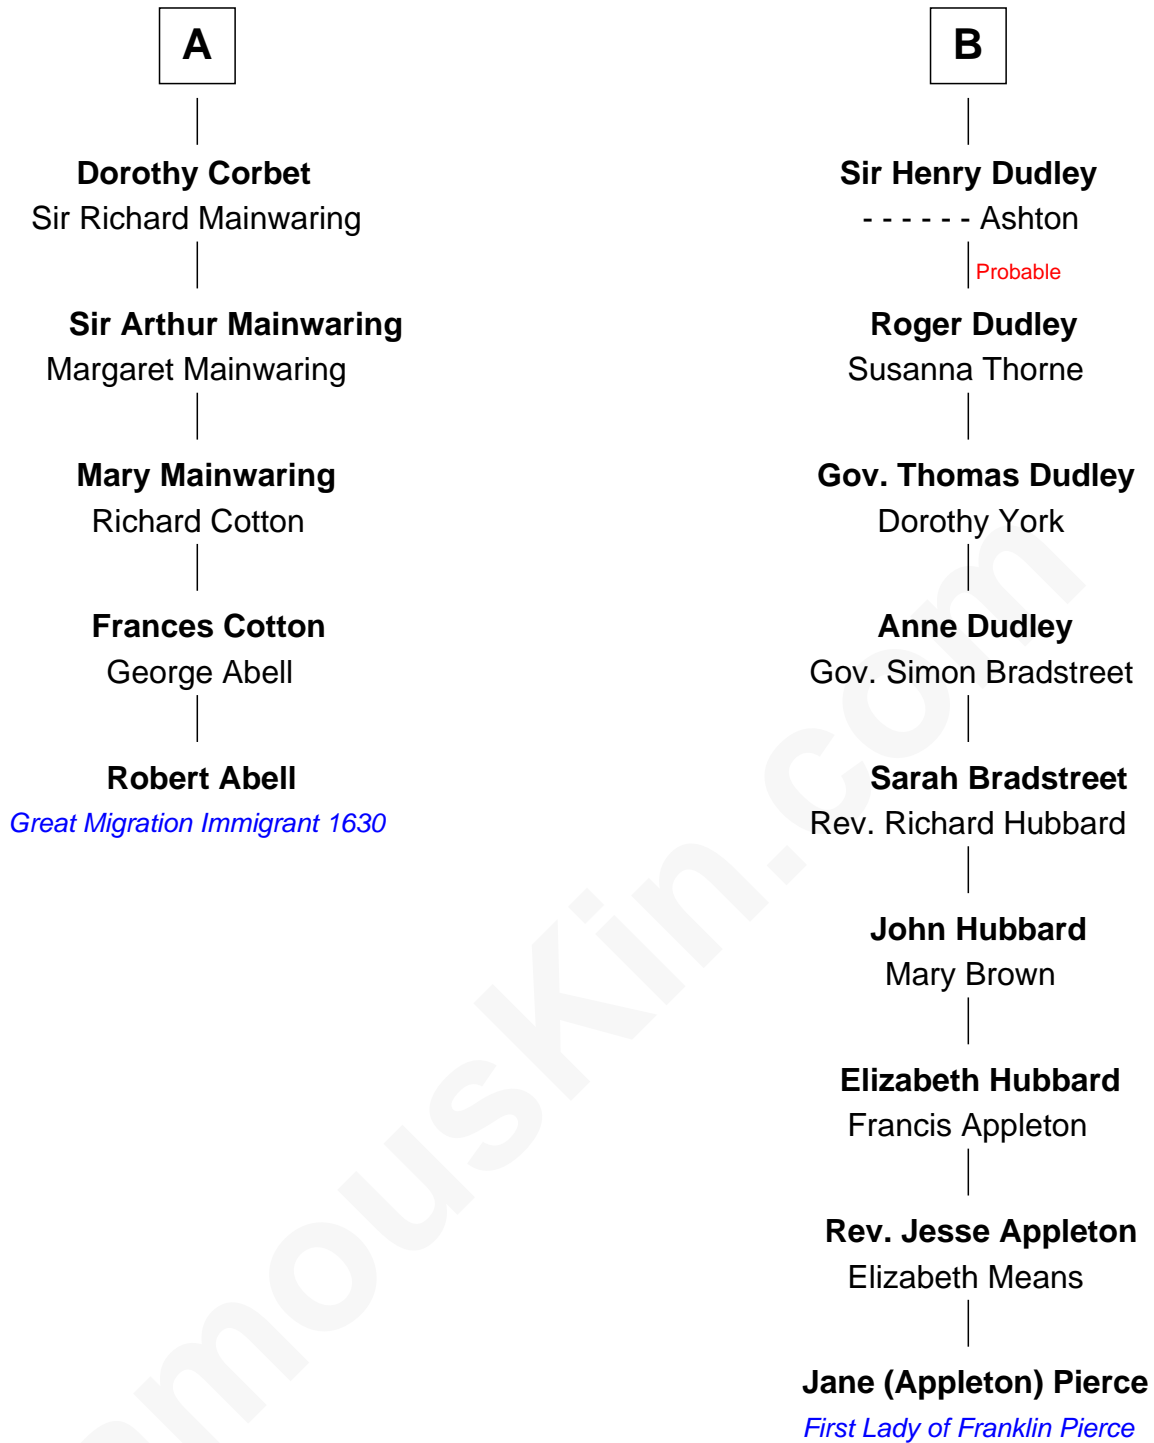 A
Dorothy Corbet
Sir Richard Mainwaring
Sir Arthur Mainwaring
Margaret Mainwaring
Mary Mainwaring
Richard Cotton
Frances Cotton
George Abell
Robert Abell
Great Migration Immigrant 1630
B
Sir Henry Dudley
- - - - - - Ashton
Probable
Roger Dudley
Susanna Thorne
Gov. Thomas Dudley
Dorothy York
Anne Dudley
Gov. Simon Bradstreet
Sarah Bradstreet
Rev. Richard Hubbard
John Hubbard
Mary Brown
Elizabeth Hubbard
Francis Appleton
Rev. Jesse Appleton
Elizabeth Means
Jane (Appleton) Pierce
First Lady of Franklin Pierce
amouskin.com